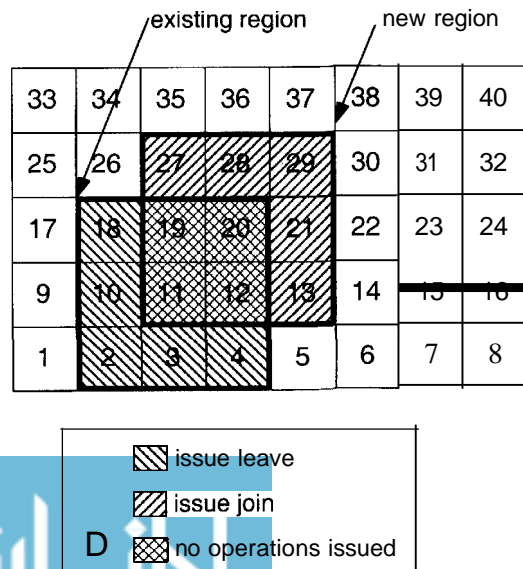 existing region
new region
33 34 35 36 37 38 39 40
25 26 27 28 29 30 31 32
17 18 19 20 21 22 23 24
9 10 11 12 13 14 15 16
1 2 3 4 5 6 7 8
issue leave
issue join
D
no operations issued